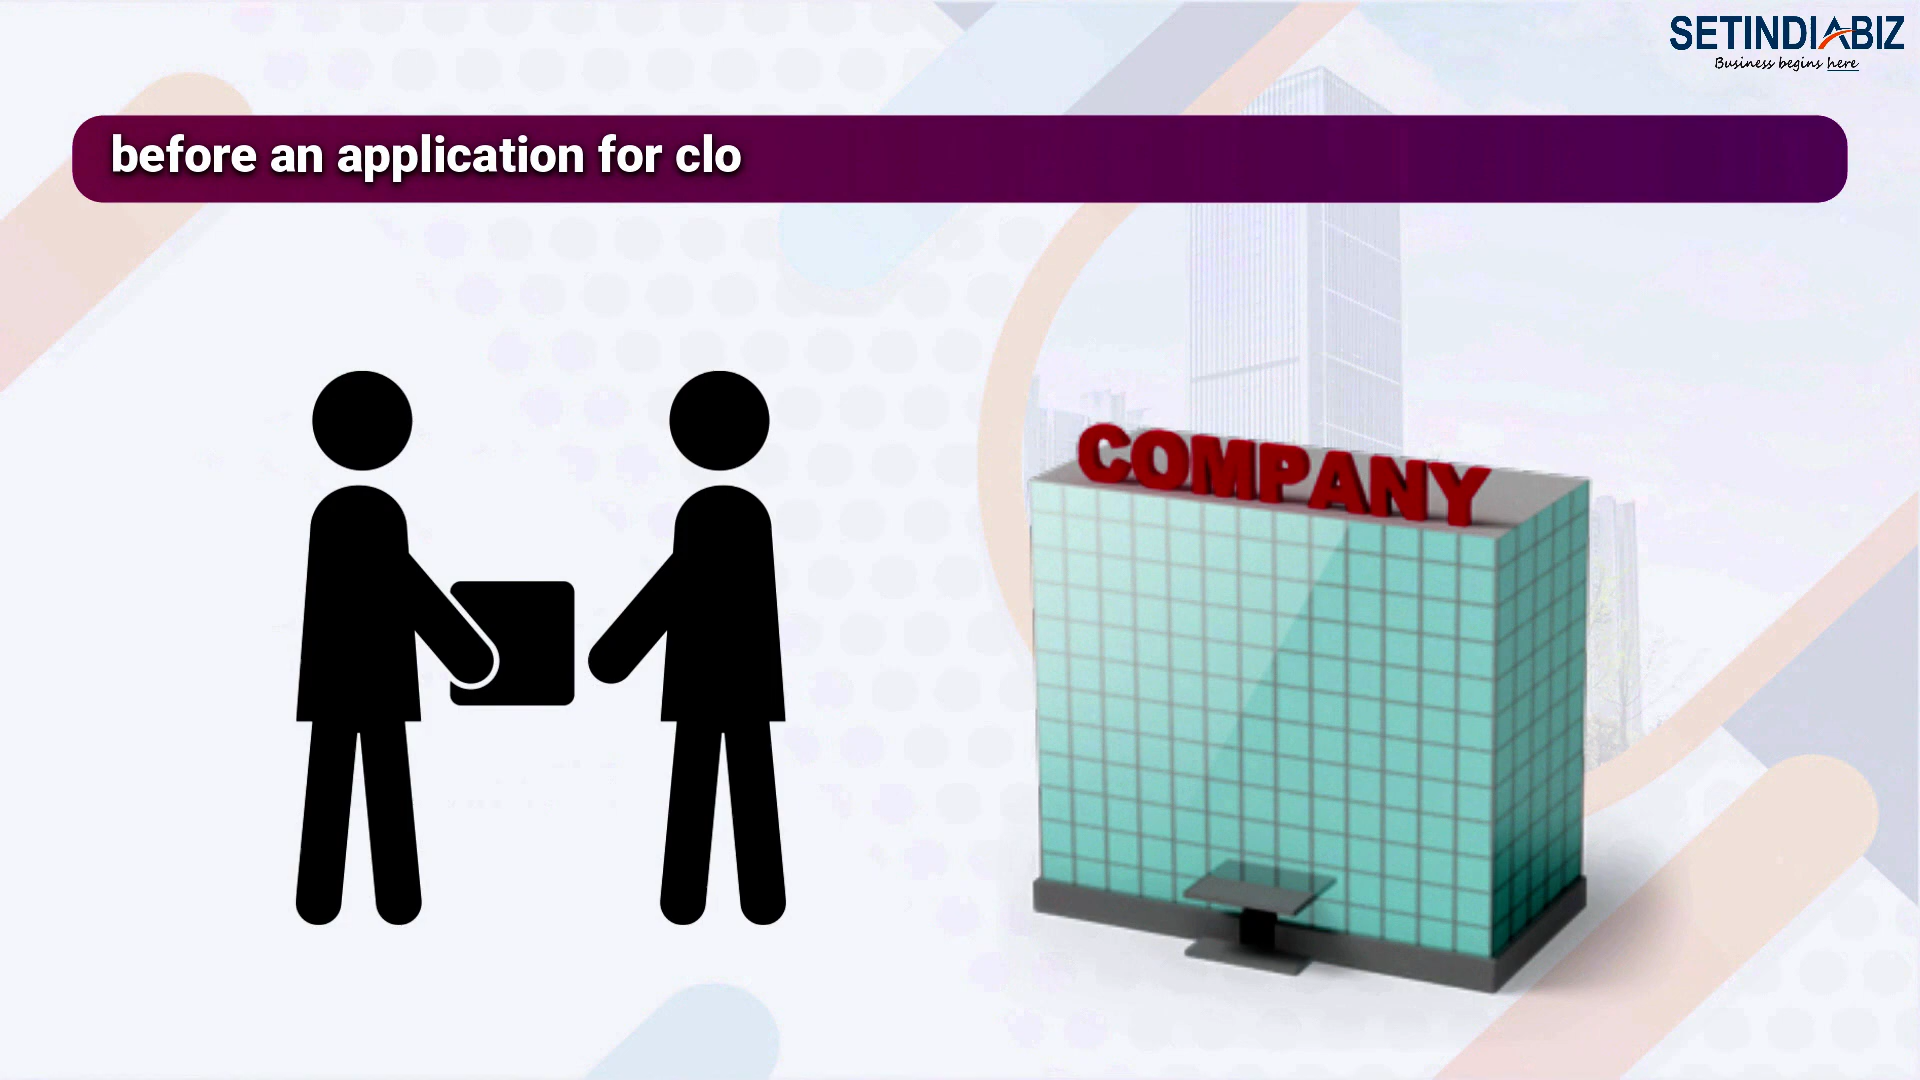 SETINDIABIZ
Business begins here
before an application for clo
COMPANY